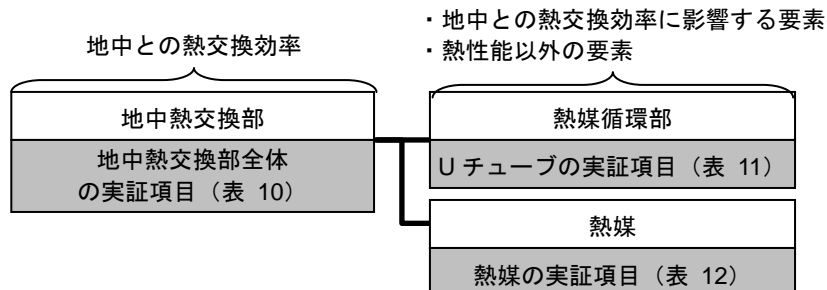 地中との熱交換効率
・地中との熱交換効率に影響する要素
・熱性能以外の要素
地中熱交換部
地中熱交換部全体
の実証項目（表 10）
熱媒循環部
Uチューブの実証項目（表 11）
熱媒
熱媒の実証項目（表 12）